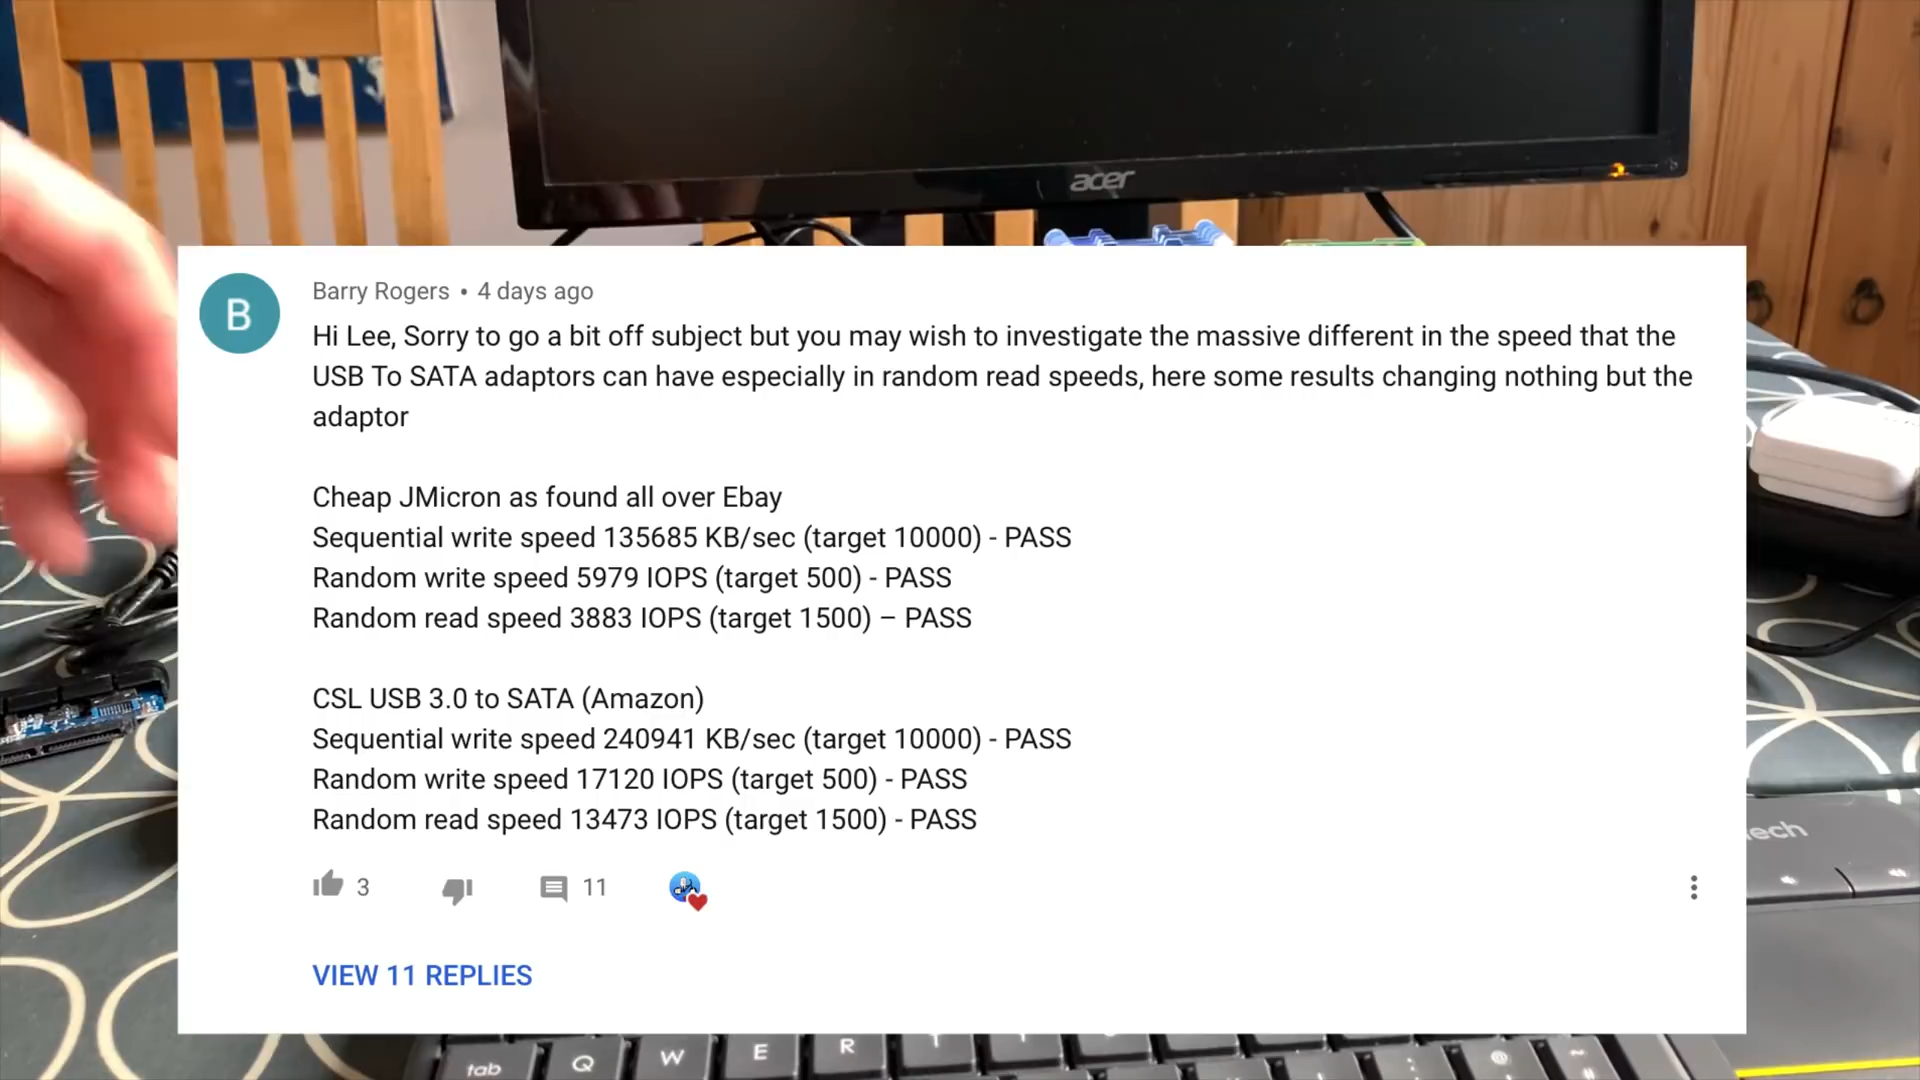 acer
B
Barry Rogers • 4 days ago
Hi Lee, Sorry to go a bit off subject but you may wish to investigate the massive different in the speed that the
USB To SATA adaptors can have especially in random read speeds, here some results changing nothing but the
adaptor
Cheap JMicron as found all over Ebay
Sequential write speed 135685 KB/sec (target 10000) - PASS
Random write speed 5979 IOPS (target 500) - PASS
Random read speed 3883 IOPS (target 1500) – PASS
CSL USB 3.0 to SATA (Amazon)
Sequential write speed 240941 KB/sec (target 10000) - PASS
Random write speed 17120 IOPS (target 500) - PASS
Random read speed 13473 IOPS (target 1500) - PASS
3
11
VIEW 11 REPLIES
ech
tab Q W E R